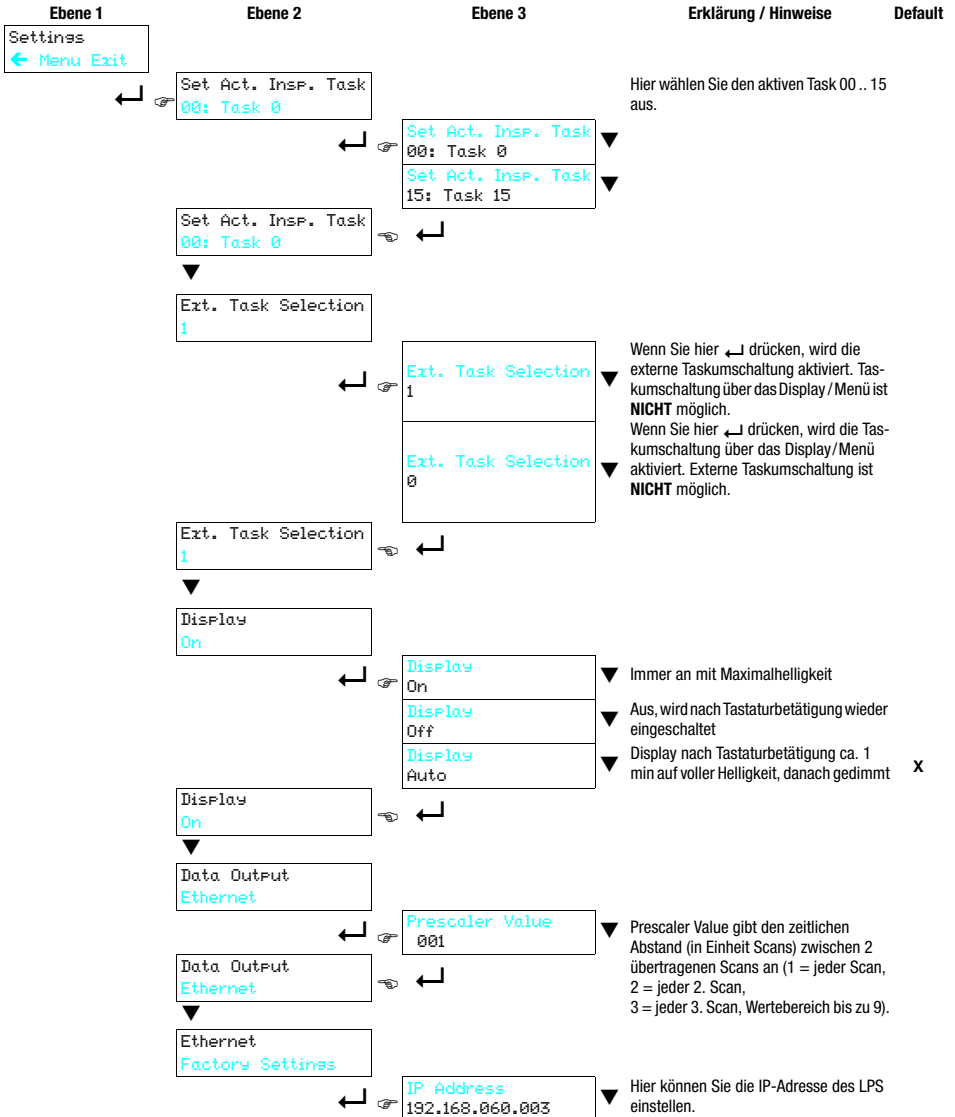 Ebene 1 Ebene 2 Ebene 3 Erklärung / Hinweise Default
Settings
← Menu Exit
Set Act. Insp. Task
00: Task 0
Hier wählen Sie den aktiven Task 00 .. 15
aus.
Set Act. Insp. Task
00: Task 0
Set Act. Insp. Task
15: Task 15
Set Act. Insp. Task
00: Task 0
Ext. Task Selection
1
Ext. Task Selection
1
Wenn Sie hier ↵ drücken, wird die
externe Taskumschaltung aktiviert. Tas-
kumschaltung über das Display / Menü ist
NICHT möglich.
Ext. Task Selection
0
Wenn Sie hier ↵ drücken, wird die Tas-
kumschaltung über das Display/Menü
aktiviert. Externe Taskumschaltung ist
NICHT möglich.
Ext. Task Selection
1
Display
On
Display
On
Immer an mit Maximalhelligkeit
Display
Off
Aus, wird nach Tastaturbetätigung wieder
eingeschaltet
Display
Auto
Display nach Tastaturbetätigung ca. 1
min auf voller Helligkeit, danach gedimmt
X
Display
On
Data Output
Ethernet
Prescaler Value
001
Prescaler Value gibt den zeitlichen
Abstand (in Einheit Scans) zwischen 2
übertragenen Scans an (1 = jeder Scan,
2 = jeder 2. Scan,
3 = jeder 3. Scan, Wertebereich bis zu 9).
Data Output
Ethernet
Ethernet
Factory Settings
IP Address
192.168.060.003
Hier können Sie die IP-Adresse des LPS
einstellen.